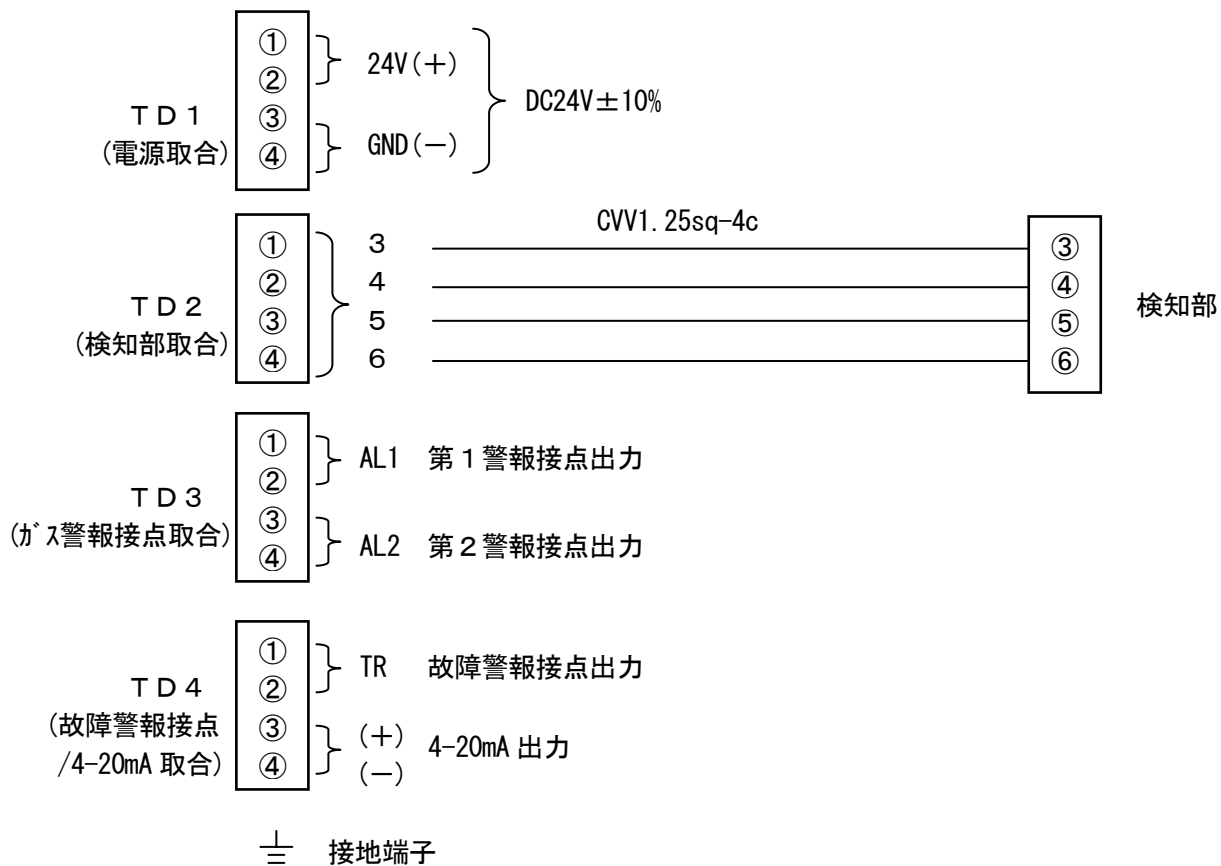 ①
② 24V(＋)
ＴＤ１ ③ DC24V±10%
(電源取合) ④ GND(－)
CVV1.25sq-4c
① 3 ③
② 4 ④
ＴＤ２ ③ 5 ⑤ 検知部
(検知部取合) ④ 6 ⑥
①
② AL1 第１警報接点出力
ＴＤ３ ③
(ｶﾞｽ警報接点取合) ④ AL2 第２警報接点出力
①
② TR 故障警報接点出力
ＴＤ４
(故障警報接点 ③ (＋) 4-20mA 出力
/4-20mA 取合) ④ (－)
接地端子